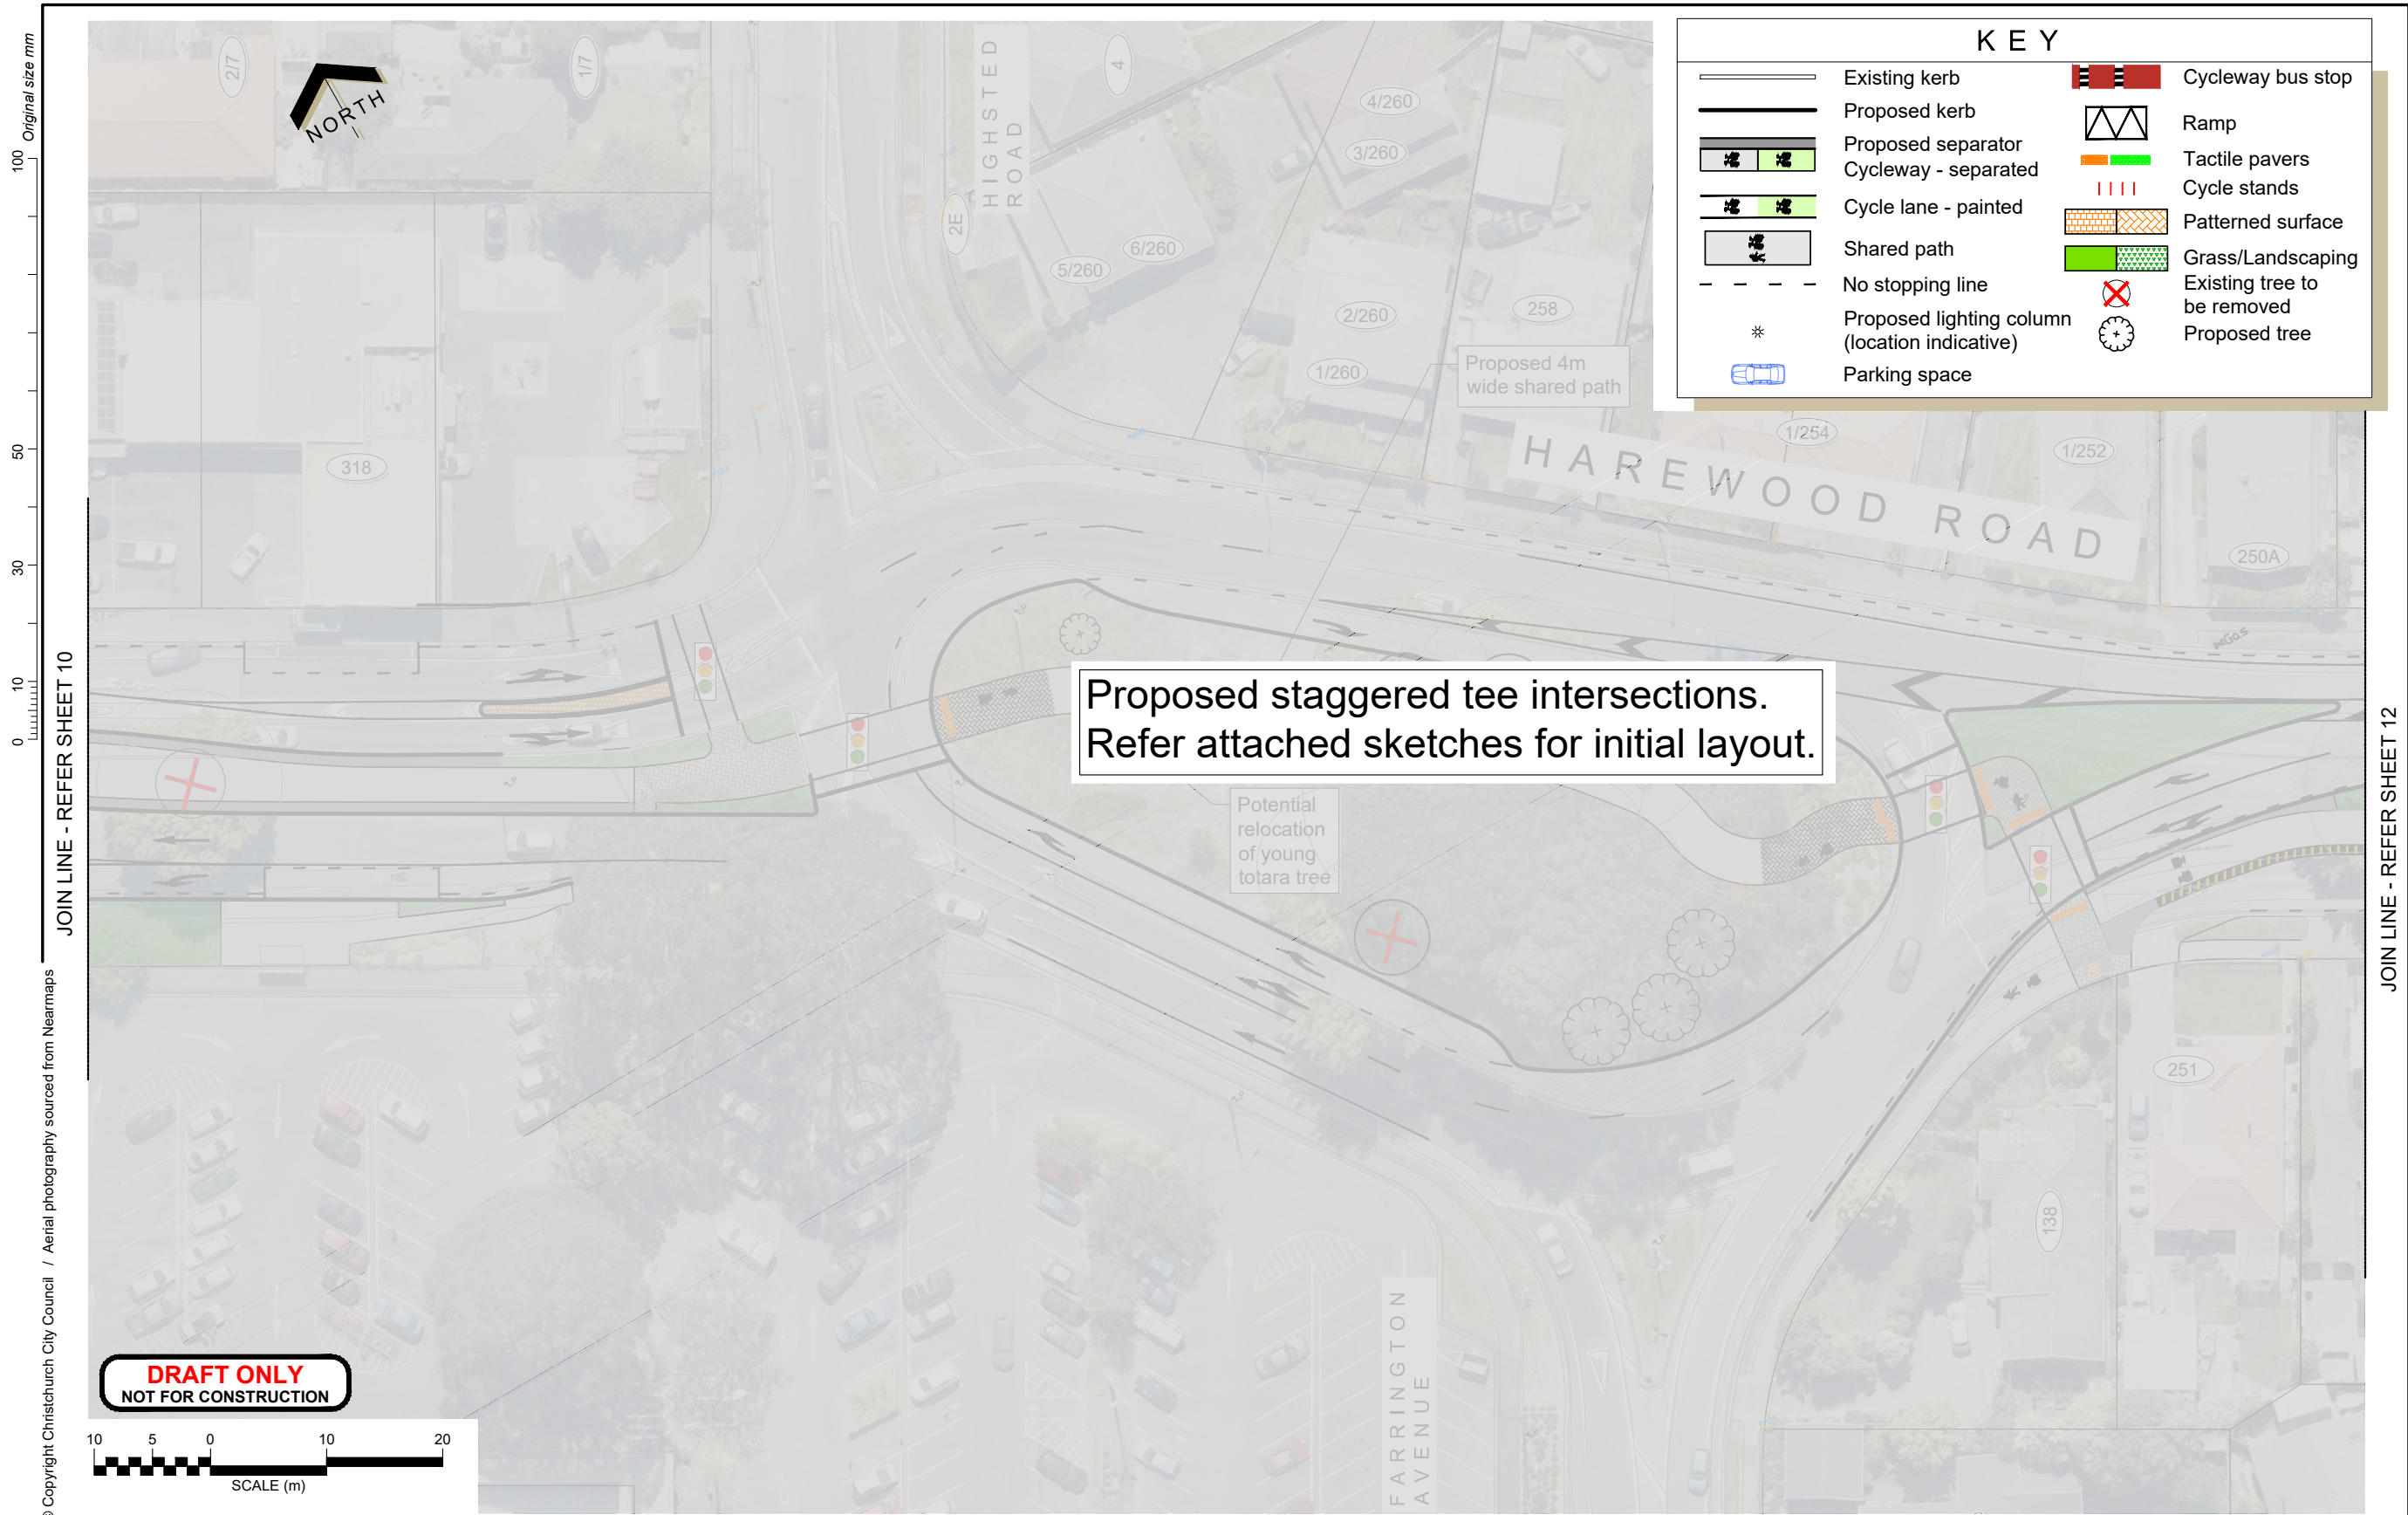 Original size mm
100
50
30
10
0
© Copyright Christchurch City Council / Aerial photography sourced from Nearmaps
JOIN LINE - REFER SHEET 10
NORTH
2/7
1/7
HIGHSTED
ROAD
4
2E
4/260
3/260
6/260
5/260
2/260
258
1/260
318
Proposed 4m
wide shared path
HAREWOOD ROAD
1/254
1/252
250A
Gas
KEY
Existing kerb
Proposed kerb
Proposed separator
Cycleway - separated
Cycle lane - painted
Shared path
No stopping line
Proposed lighting column
(location indicative)
Parking space
Cycleway bus stop
Ramp
Tactile pavers
Cycle stands
Patterned surface
Grass/Landscaping
Existing tree to
be removed
Proposed tree
Proposed staggered tee intersections.
Refer attached sketches for initial layout.
Potential
relocation
of young
totara tree
JOIN LINE - REFER SHEET 12
251
138
FARRINGTON
AVENUE
DRAFT ONLY
NOT FOR CONSTRUCTION
10 5 0 10 20
SCALE (m)